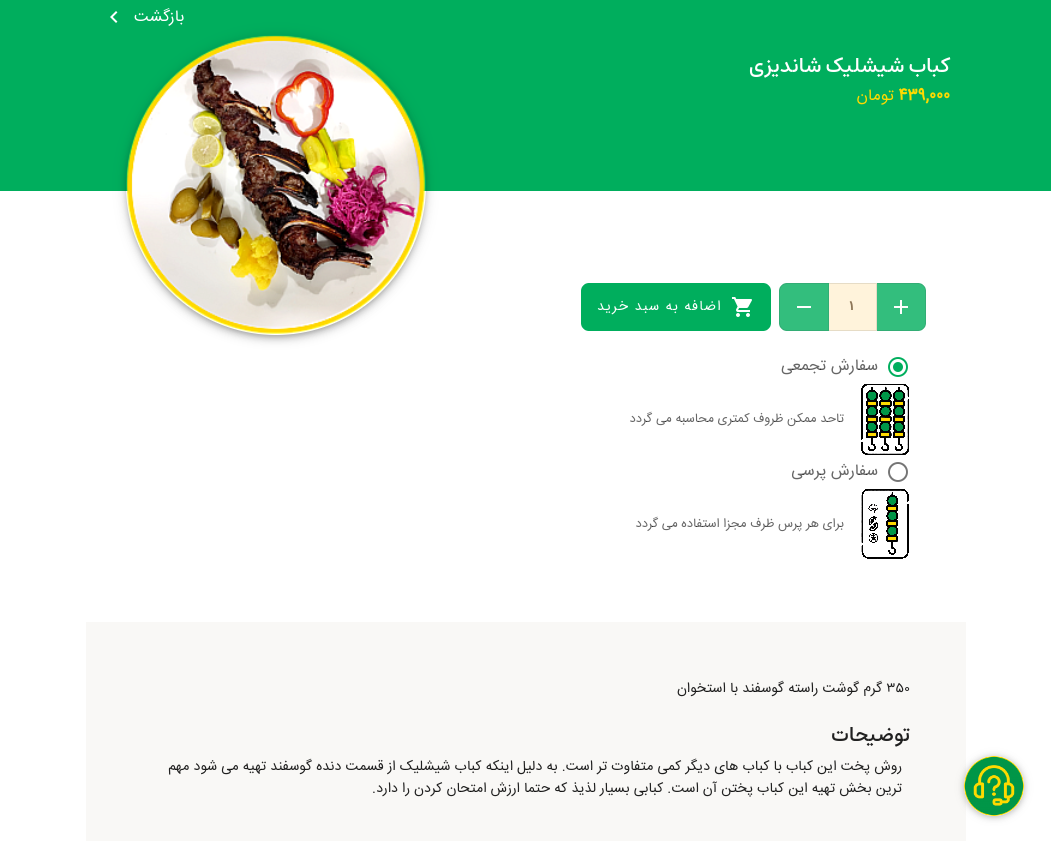 بازگشت
کباب شیشلیک شاندیزی
۴۳۹,۰۰۰ تومان
۱
اضافه به سبد خرید
سفارش تجمعی
تاحد ممکن ظروف کمتری محاسبه می گردد
سفارش پرسی
برای هر پرس ظرف مجزا استفاده می گردد
۳۵۰ گرم گوشت راسته گوسفند با استخوان
توضیحات
روش پخت این کباب با کباب های دیگر کمی متفاوت تر است. به دلیل اینکه کباب شیشلیک از قسمت دنده گوسفند تهیه می شود مهم
ترین بخش تهیه این کباب پختن آن است. کبابی بسیار لذیذ که حتما ارزش امتحان کردن را دارد.